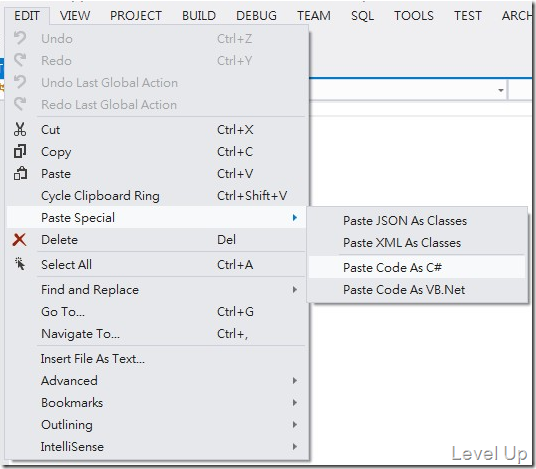 EDIT VIEW PROJECT BUILD DEBUG TEAM SQL TOOLS TEST ARCH
Undo Ctrl+Z
Redo Ctrl+Y
Undo Last Global Action
Redo Last Global Action
Cut Ctrl+X
Copy Ctrl+C
Paste Ctrl+V
Cycle Clipboard Ring Ctrl+Shift+V
Paste Special
Paste JSON As Classes
Paste XML As Classes
Paste Code As C#
Paste Code As VB.Net
Delete Del
Select All Ctrl+A
Find and Replace
Go To... Ctrl+G
Navigate To... Ctrl+,
Insert File As Text...
Advanced
Bookmarks
Outlining
IntelliSense
Level Up